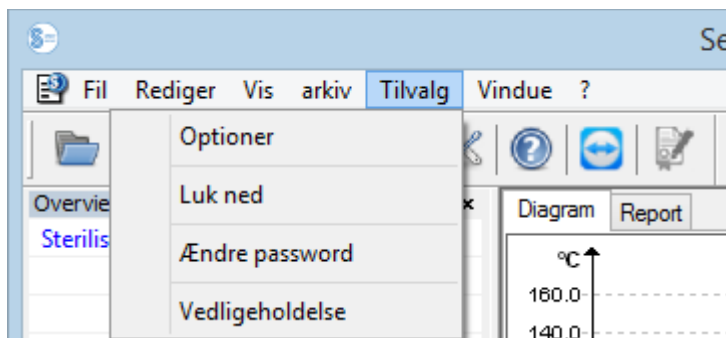 Se
Fil Rediger Vis arkiv Tilvalg Vindue ?
Optioner
Luk ned
Ændre password
Vedligeholdelse
Overvie
Sterilis
Diagram Report
°C
160.0
140.0